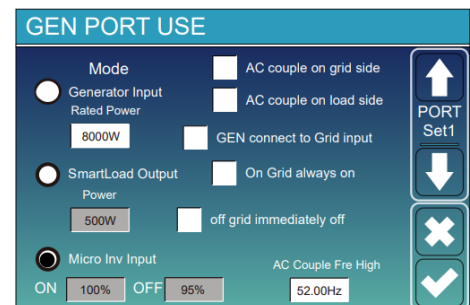 GEN PORT USE
Mode
AC couple on grid side
Generator Input
Rated Power
AC couple on load side
PORT
Set1
8000W
GEN connect to Grid input
SmartLoad Output
On Grid always on
Power
500W
off grid immediately off
Micro Inv Input
AC Couple Fre High
ON 100% OFF 95%
52.00Hz